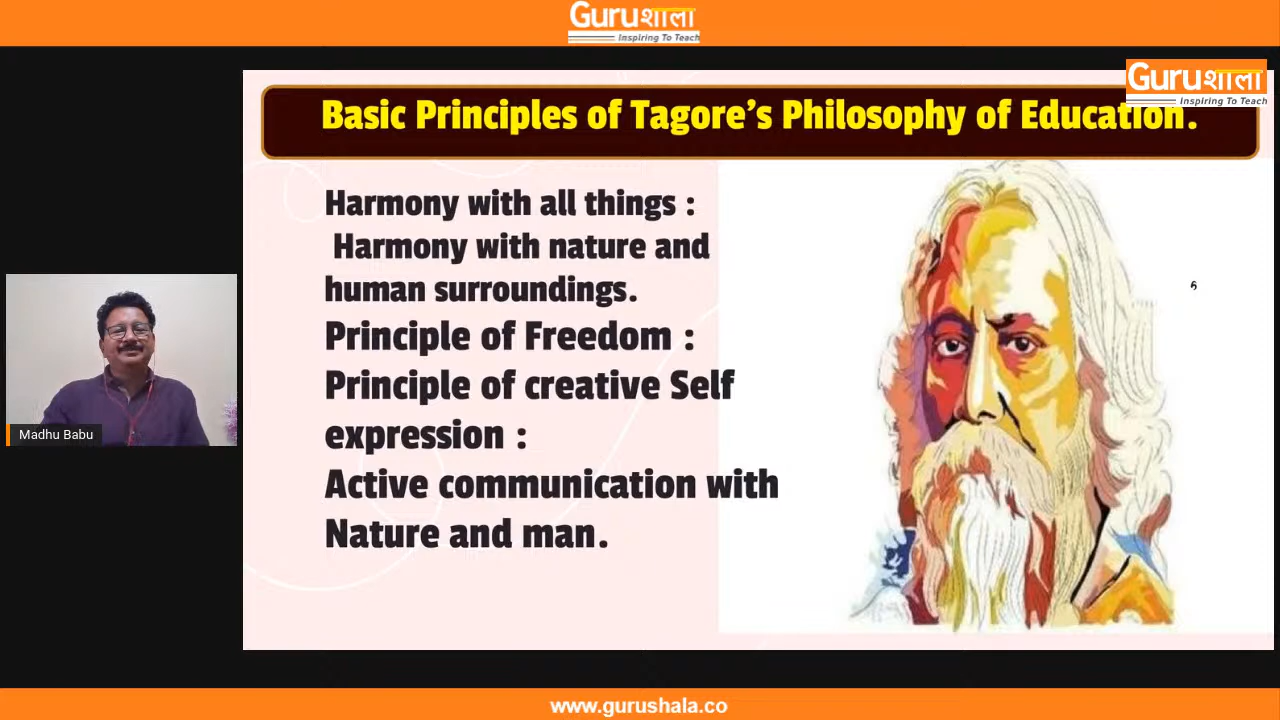 Guruशाला
Inspiring To Teach
Guruशाला
Inspiring To Teach
Basic Principles of Tagore's Philosophy of Education.
Harmony with all things :
Harmony with nature and
human surroundings.
Principle of Freedom :
Principle of creative Self
expression :
Active communication with
Nature and man.
Madhu Babu
www.gurushala.co